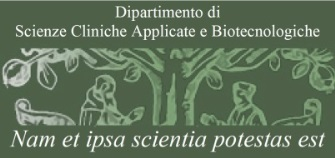 Dipartimento di
Scienze Cliniche Applicate e Biotecnologiche
Nam et ipsa scientia potestas est